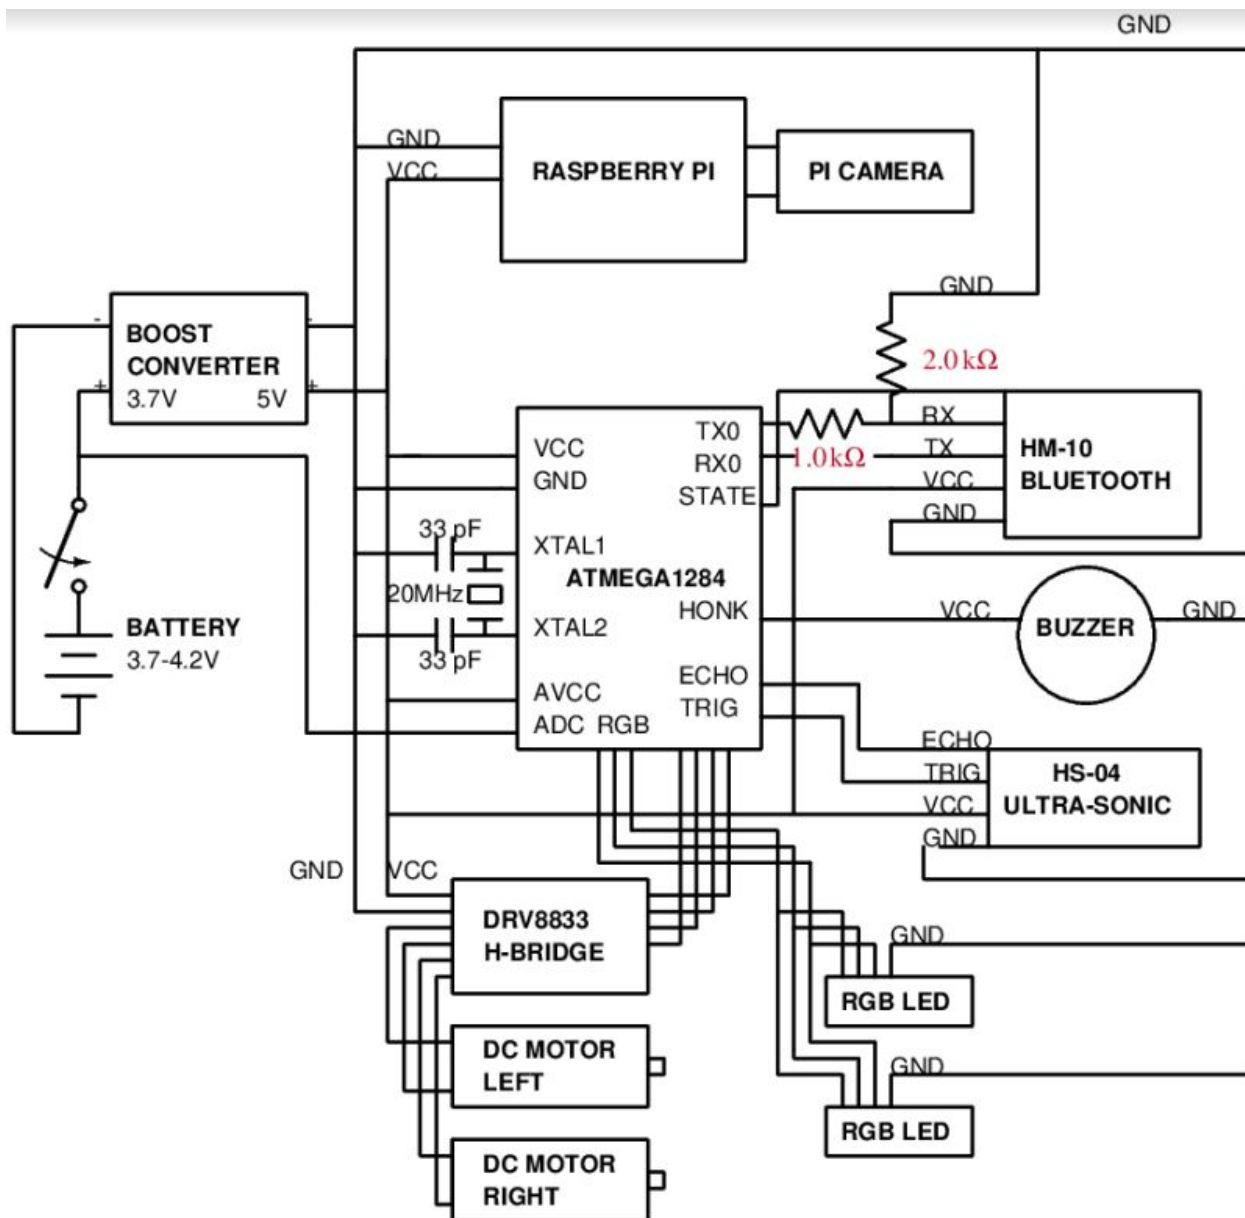 GND
GND
VCC
RASPBERRY PI
PI CAMERA
GND
-
-
BOOST
CONVERTER
+
3.7V
5V
+
2.0 kΩ
1.0kΩ
VCC
GND
XTAL1
ATMEGA1284
XTAL2
AVCC
ADC
RGB
TX0
RX0
STATE
HONK
ECHO
TRIG
RX
TX
VCC
GND
HM-10
BLUETOOTH
33 pF
20MHz
33 pF
BATTERY
3.7-4.2V
VCC
BUZZER
GND
ECHO
TRIG
VCC
GND
HS-04
ULTRA-SONIC
GND
VCC
DRV8833
H-BRIDGE
GND
RGB LED
DC MOTOR
LEFT
GND
RGB LED
DC MOTOR
RIGHT